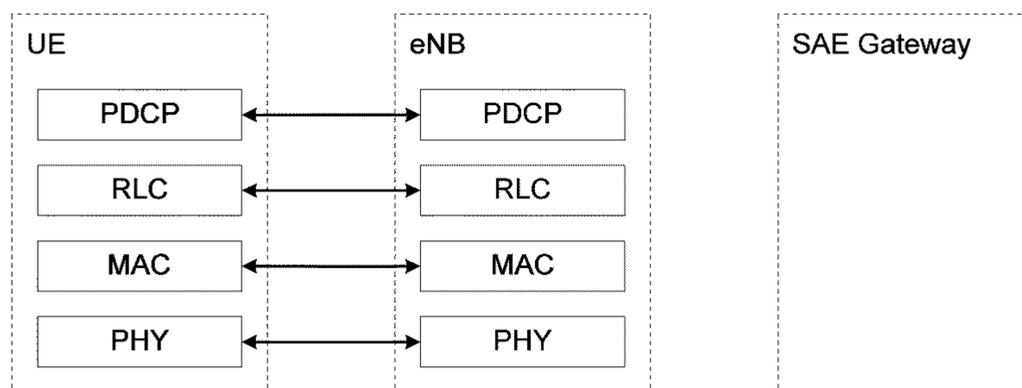 UE
eNB
SAE Gateway
PDCP
PDCP
RLC
RLC
MAC
MAC
PHY
PHY